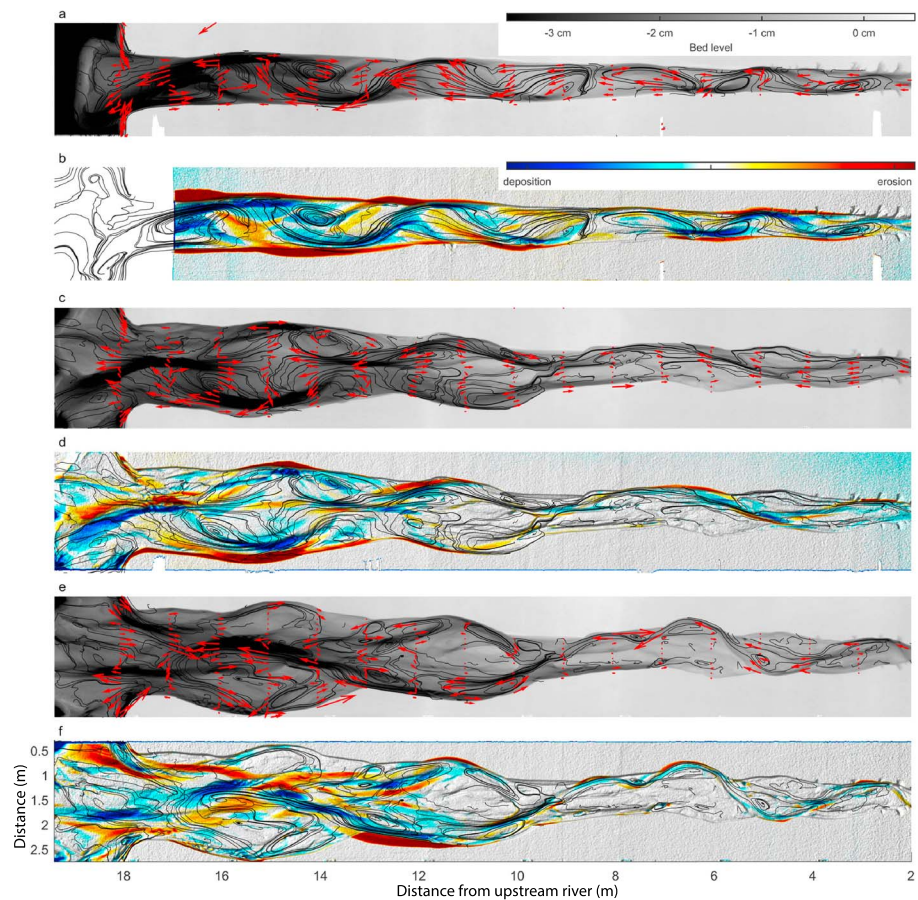 a
-3 cm -2 cm -1 cm 0 cm
Bed level
b
deposition erosion
c
d
e
f
0.5
1
1.5
2
2.5
Distance (m)
18 16 14 12 10 8 6 4 2
Distance from upstream river (m)